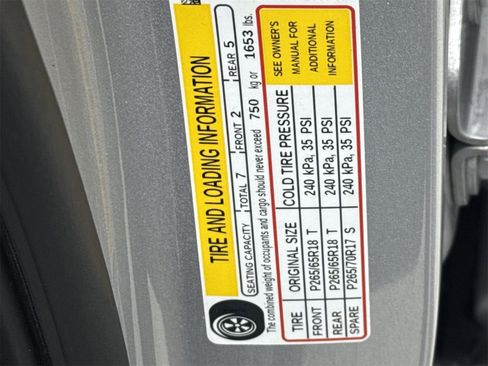 TIRE AND LOADING INFORMATION
SEATING CAPACITY TOTAL 7 FRONT 2 REAR 5
The combined weight of occupants and cargo should never exceed 750 kg or 1653 lbs.
TIRE ORIGINAL SIZE COLD TIRE PRESSURE
FRONT P265/65R18 T 240 kPa, 35 PSI
REAR P265/65R18 T 240 kPa, 35 PSI
SPARE P265/70R17 S 240 kPa, 35 PSI
SEE OWNER'S
MANUAL FOR
ADDITIONAL
INFORMATION